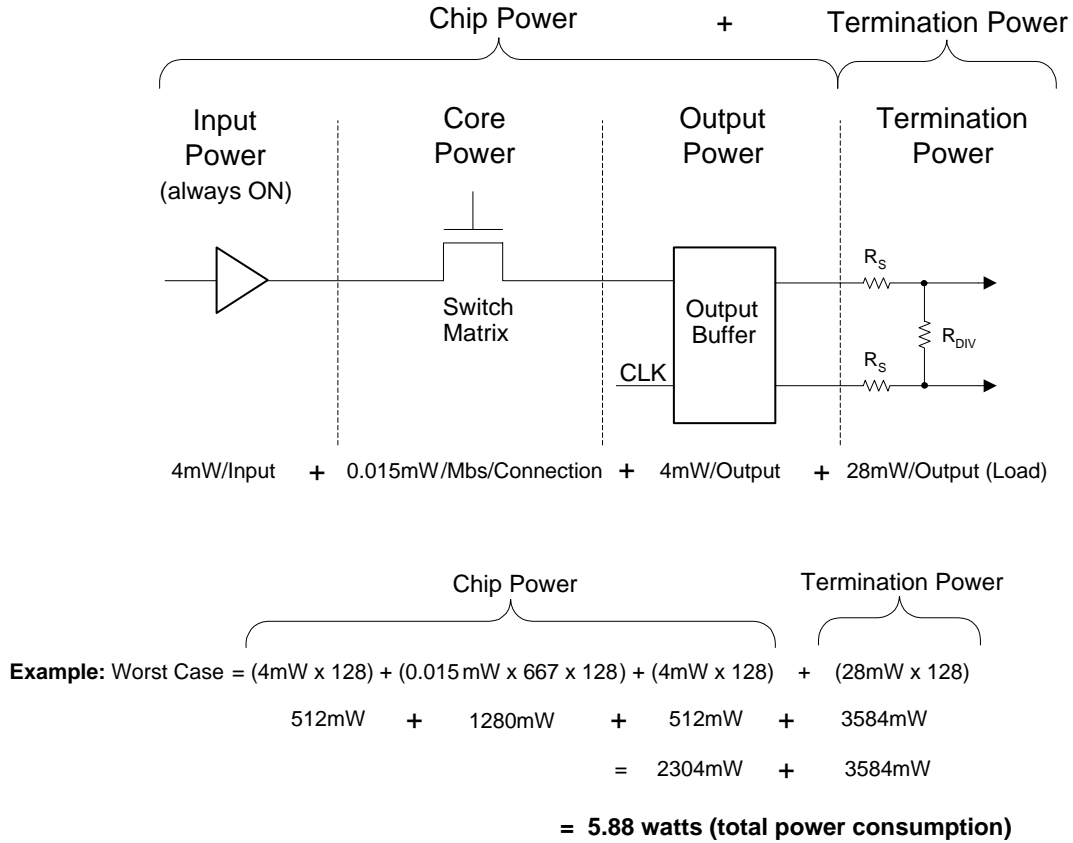 Chip Power + Termination Power
Input Power (always ON)
Core Power
Output Power
Termination Power
Switch Matrix
Output Buffer
CLK
RS
RS
RDIV
4mW/Input + 0.015mW/Mbs/Connection + 4mW/Output + 28mW/Output (Load)
Chip Power Termination Power
Example: Worst Case = (4mW x 128) + (0.015 mW x 667 x 128) + (4mW x 128) + (28mW x 128)
512mW + 1280mW + 512mW + 3584mW
= 2304mW + 3584mW
= 5.88 watts (total power consumption)